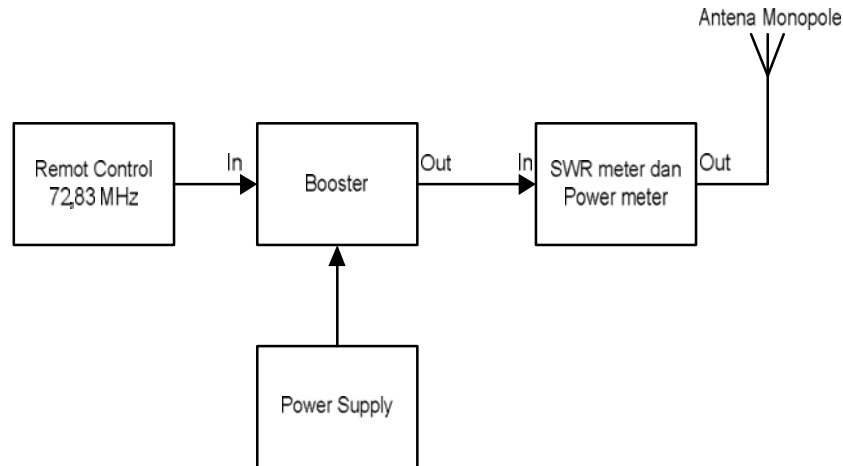 Antena Monopole
Remot Control
72,83 MHz
In
Booster
Out
In
SWR meter dan
Power meter
Out
Power Supply